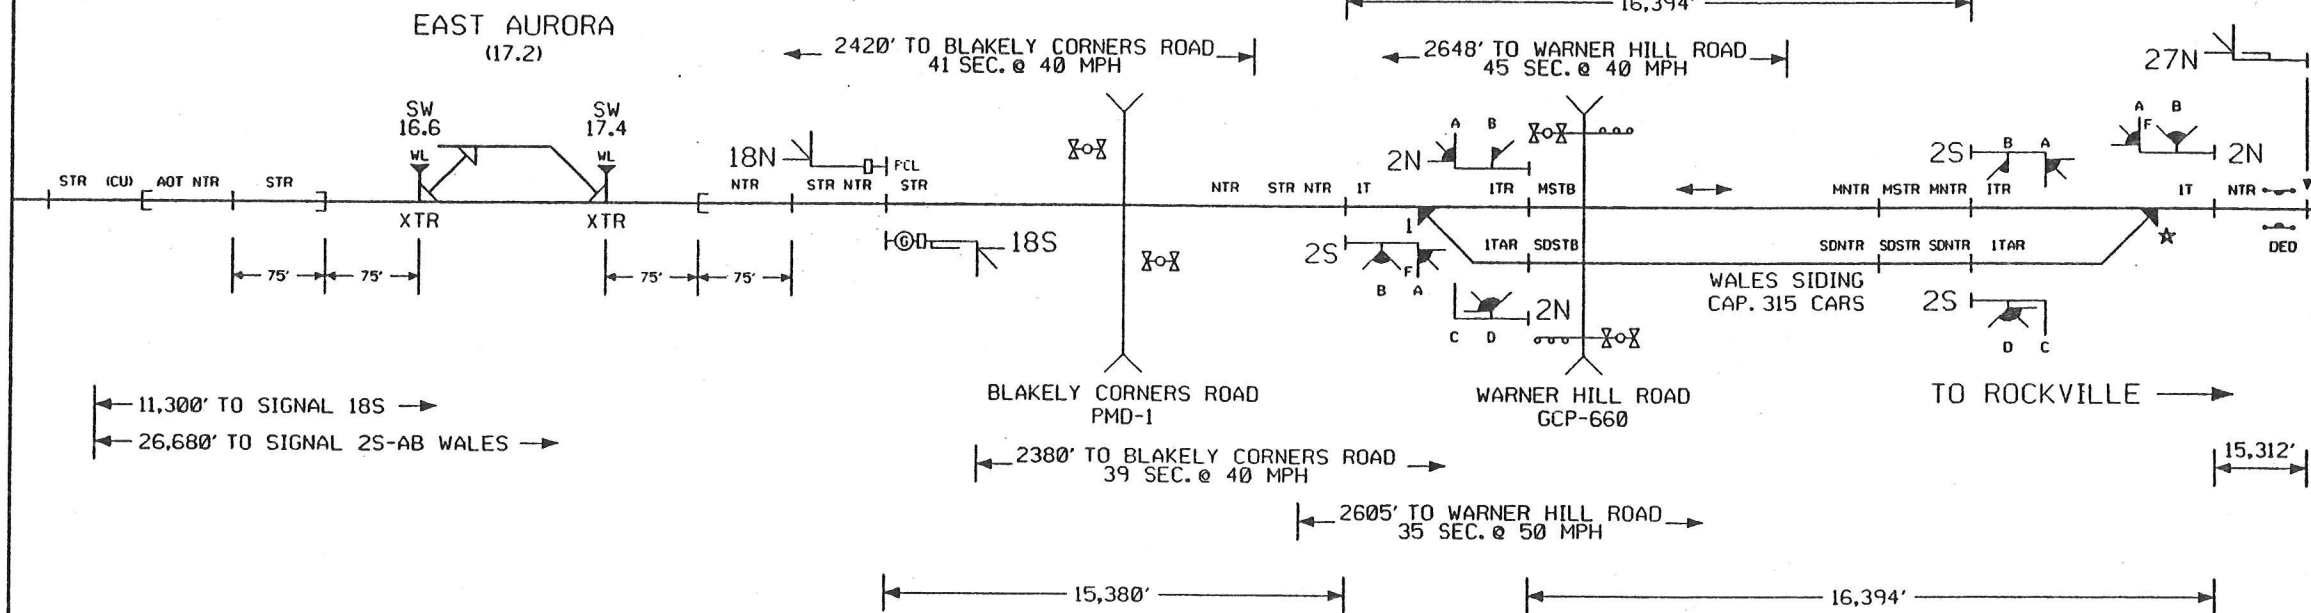 16,394'
EAST AURORA
(17.2)
2420' TO BLAKELY CORNERS ROAD
41 SEC. @ 40 MPH
2648' TO WARNER HILL ROAD
45 SEC. @ 40 MPH
27N
SW
16.6
SW
17.4
WL
WL
18N
PCL
A B
2N
2S
B A
A B
F
2N
STR (CU) AOT NTR STR
NTR STR NTR STR
NTR STR NTR IT
ITR MSTB
MNTR MSTR MNTR ITR
IT NTR
XTR
XTR
G
18S
1
2S
F
B A
ITAR SDSTB
SDNTR SDSTR SDNTR ITAR
DED
75'
75'
75'
75'
WALES SIDING
CAP. 315 CARS
2N
C D
2S
D C
11,300' TO SIGNAL 18S
26,680' TO SIGNAL 2S-AB WALES
BLAKELY CORNERS ROAD
PMD-1
WARNER HILL ROAD
GCP-660
TO ROCKVILLE
2380' TO BLAKELY CORNERS ROAD
39 SEC. @ 40 MPH
15,312'
2605' TO WARNER HILL ROAD
35 SEC. @ 50 MPH
15,380'
16,394'